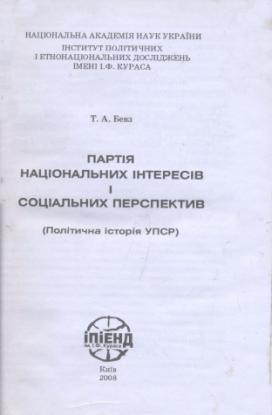 НАЦІОНАЛЬНА АКАДЕМІЯ НАУК УКРАЇНИ
ІНСТИТУТ ПОЛІТИЧНИХ
І ЕТНОНАЦІОНАЛЬНИХ ДОСЛІДЖЕНЬ
ІМЕНІ І.Ф. КУРАСА
Т. А. Бевз
ПАРТІЯ
НАЦІОНАЛЬНИХ ІНТЕРЕСІВ
І
СОЦІАЛЬНИХ ПЕРСПЕКТИВ
(Політична історія УПСР)
ІПІЕНД
ім. І.Ф. Кураса
Київ
2008